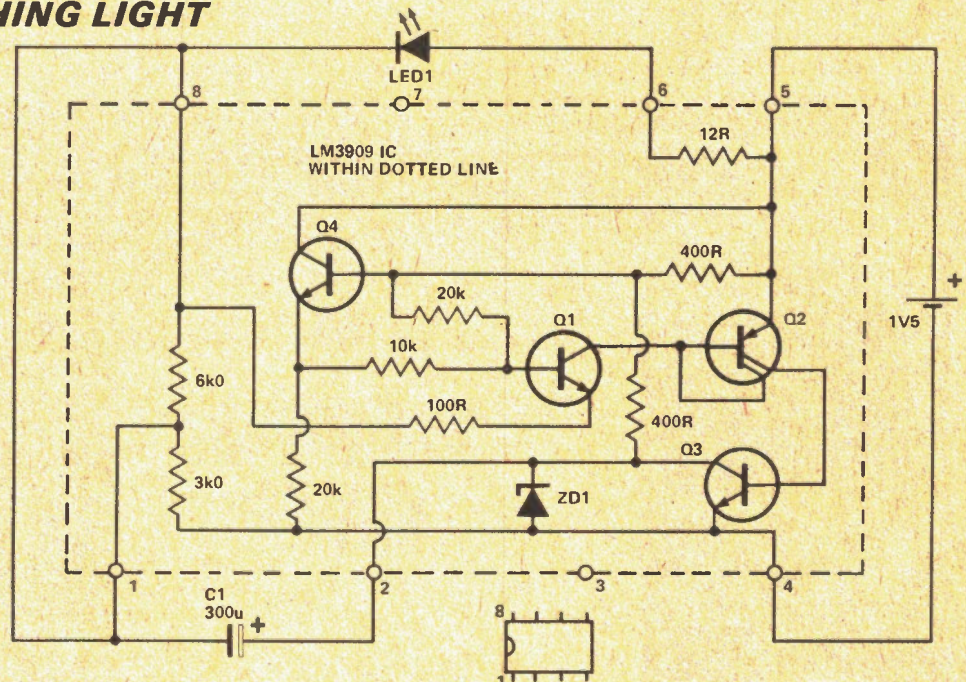 HING LIGHT
LED1
8
7
6
5
12R
LM3909 IC
WITHIN DOTTED LINE
Q4
400R
20k
Q1
Q2
+
1V5
10k
6k0
100R
400R
Q3
3k0
20k
ZD1
1
2
3
4
C1
300u
+
8
1